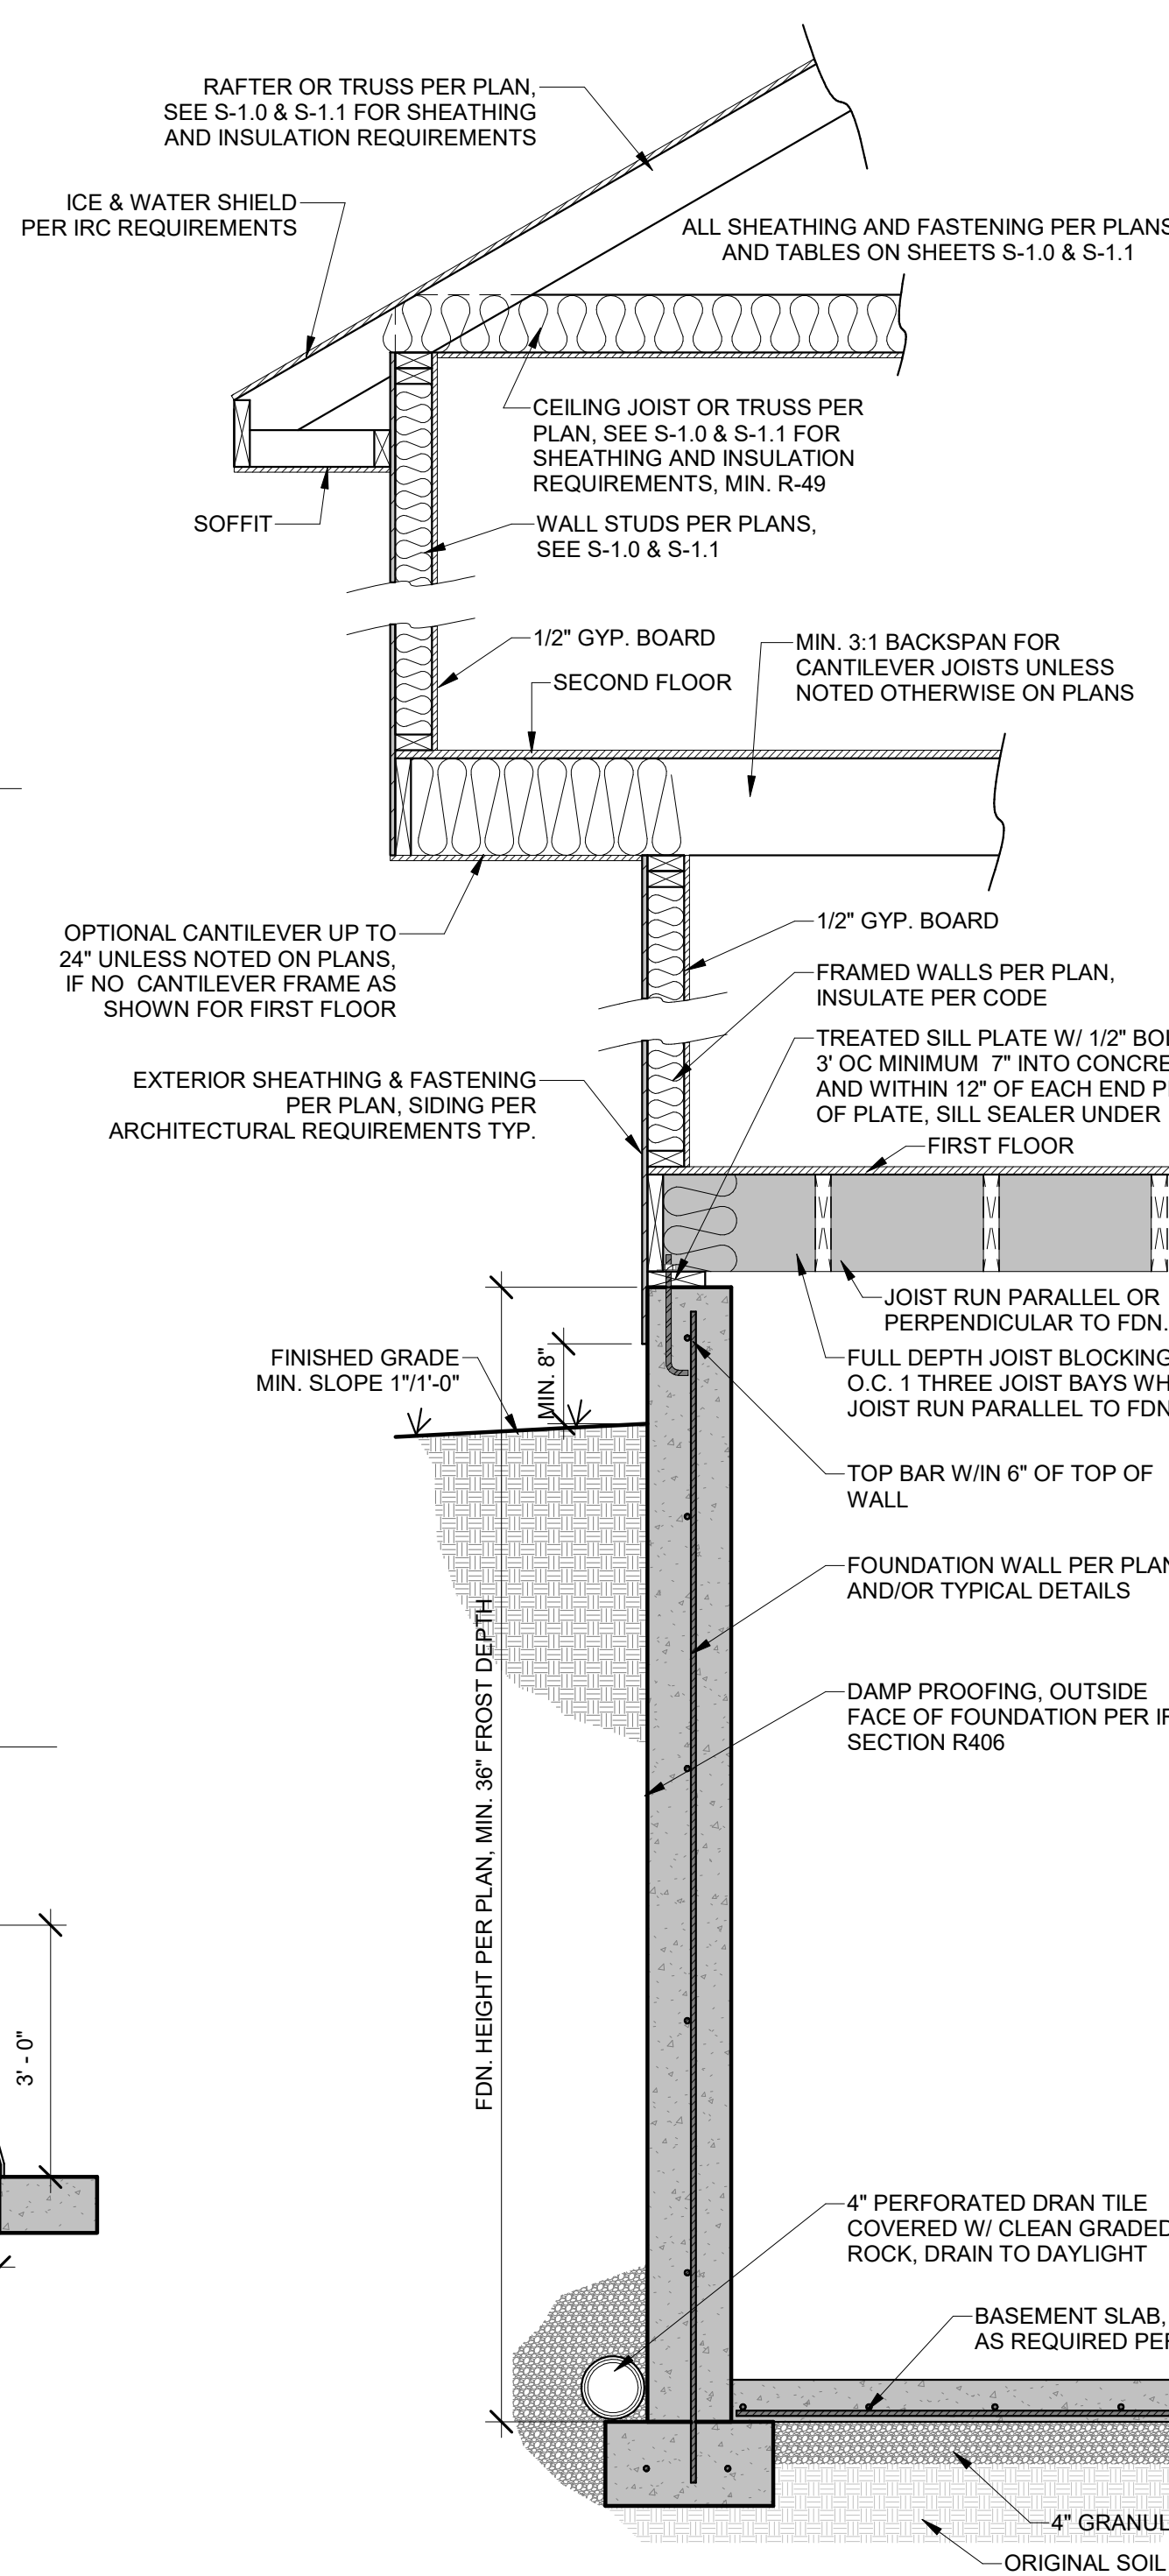 RAFTER OR TRUSS PER PLAN,
SEE S-1.0 & S-1.1 FOR SHEATHING
AND INSULATION REQUIREMENTS
ICE & WATER SHIELD
PER IRC REQUIREMENTS
ALL SHEATHING AND FASTENING PER PLANS
AND TABLES ON SHEETS S-1.0 & S-1.1
CEILING JOIST OR TRUSS PER
PLAN, SEE S-1.0 & S-1.1 FOR
SHEATHING AND INSULATION
REQUIREMENTS, MIN. R-49
SOFFIT
WALL STUDS PER PLANS,
SEE S-1.0 & S-1.1
1/2" GYP. BOARD
SECOND FLOOR
MIN. 3:1 BACKSPAN FOR
CANTILEVER JOISTS UNLESS
NOTED OTHERWISE ON PLANS
OPTIONAL CANTILEVER UP TO
24" UNLESS NOTED ON PLANS,
IF NO CANTILEVER FRAME AS
SHOWN FOR FIRST FLOOR
1/2" GYP. BOARD
FRAMED WALLS PER PLAN,
INSULATE PER CODE
TREATED SILL PLATE W/ 1/2"
3' OC MINIMUM 7" INTO
AND WITHIN 12" OF EACH END
OF PLATE, SILL SEALER UNDER
EXTERIOR SHEATHING & FASTENING
PER PLAN, SIDING PER
ARCHITECTURAL REQUIREMENTS TYP.
FIRST FLOOR
JOIST RUN PARALLEL OR
PERPENDICULAR TO FDN.
FULL DEPTH JOIST BLOCKING
O.C. 1 THREE JOIST BAYS
JOIST RUN PARALLEL TO FDN
FINISHED GRADE
MIN. SLOPE 1"/1'-0"
MIN. 8"
TOP BAR W/IN 6" OF TOP OF
WALL
FOUNDATION WALL PER PLAN
AND/OR TYPICAL DETAILS
DAMP PROOFING, OUTSIDE
FACE OF FOUNDATION PER
SECTION R406
FDN. HEIGHT PER PLAN, MIN. 36" FROST DEPTH
3' - 0"
4" PERFORATED DRAN TILE
COVERED W/ CLEAN GRADED
ROCK, DRAIN TO DAYLIGHT
BASEMENT SLAB,
AS REQUIRED
4"
ORIGINAL SOIL